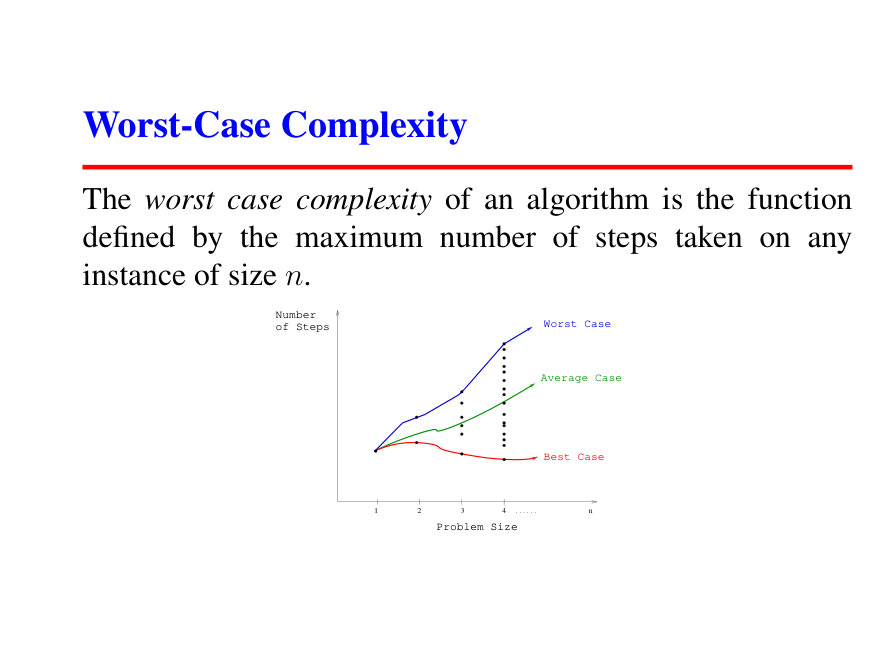 Worst-Case Complexity
The worst case complexity of an algorithm is the function
defined by the maximum number of steps taken on any
instance of size n.
Number
of Steps
Worst Case
Average Case
Best Case
1 2 3 4 ...... n
Problem Size